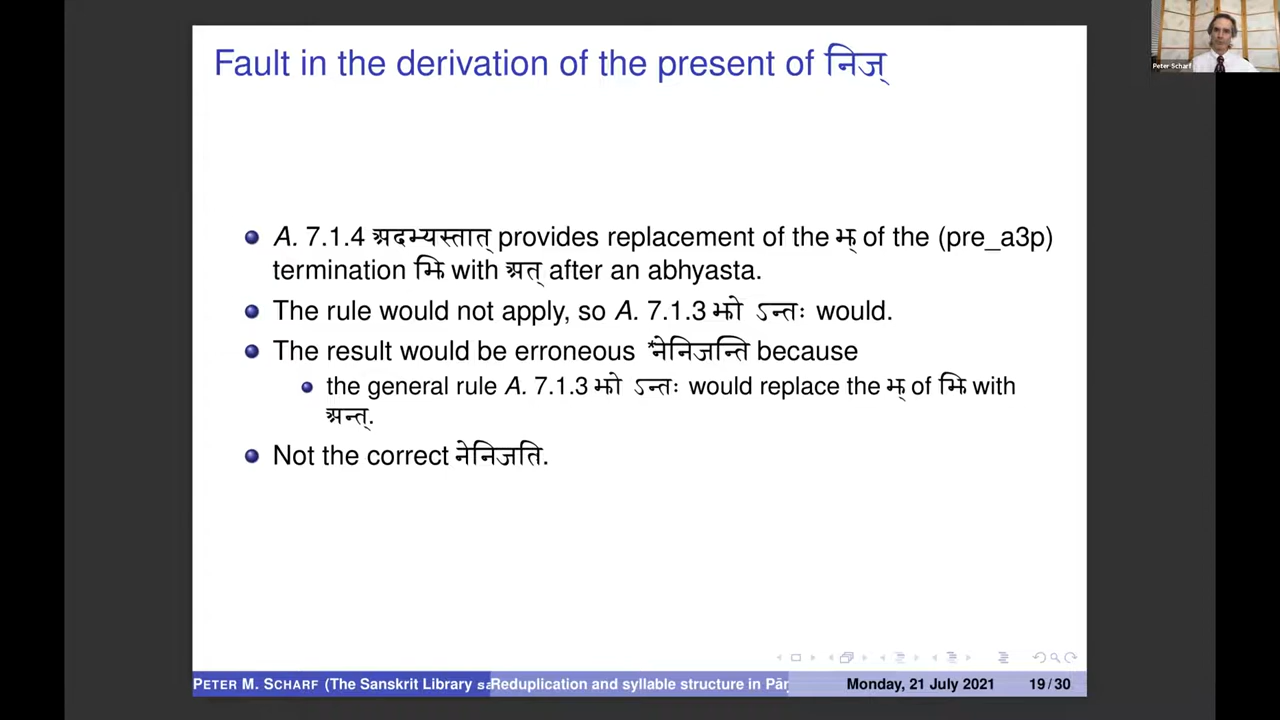 Fault in the derivation of the present of निज्
Peter Scharf
A. 7.1.4 अदभ्यस्तात् provides replacement of the झ् of the (pre_a3p)
termination झि with अत् after an abhyasta.
The rule would not apply, so A. 7.1.3 झो ऽन्तः would.
The result would be erroneous *नेनिजन्ति because
the general rule A. 7.1.3 झो ऽन्तः would replace the झ् of झि with
अन्त्.
Not the correct नेनिजति.
PETER M. SCHARF (The Sanskrit Library Reduplication and syllable structure in Monday, 21 July 2021 19 / 30